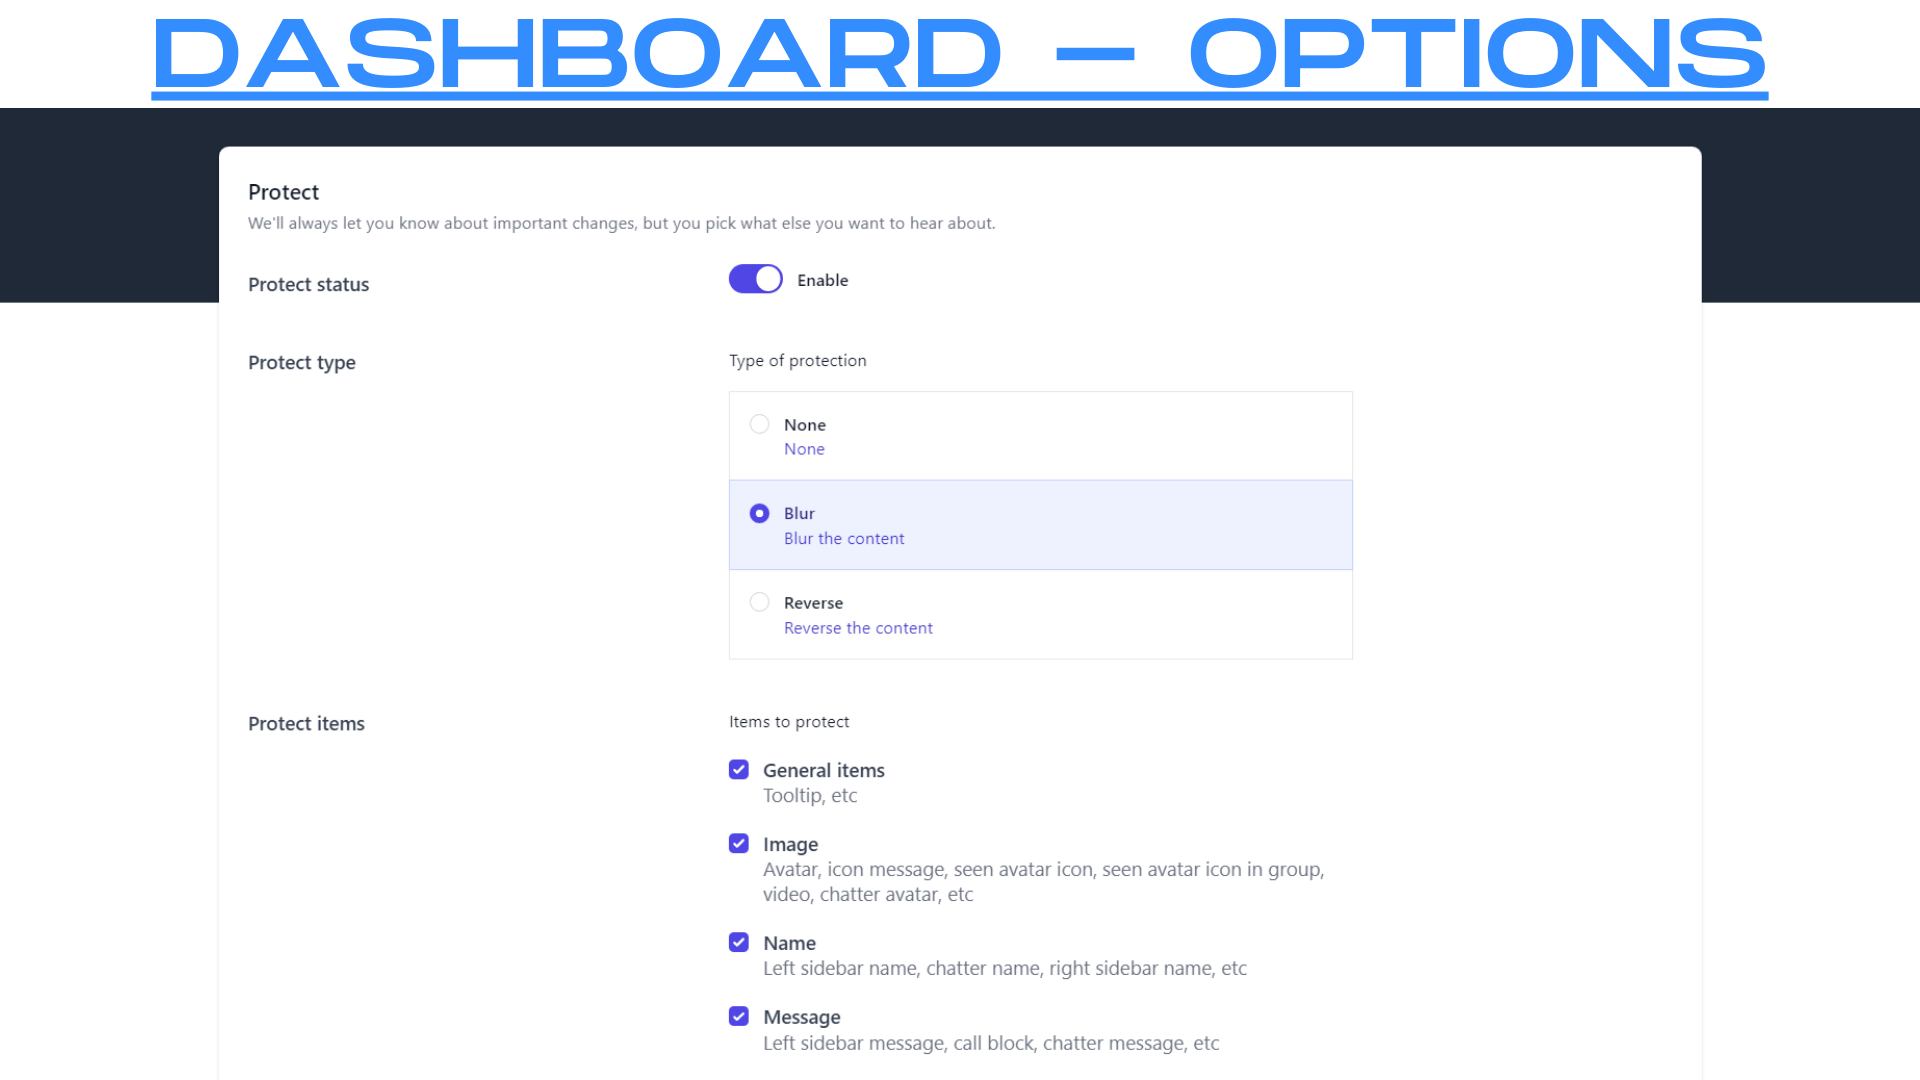 DASHBOARD – OPTIONS
Protect
We'll always let you know about important changes, but you pick what else you want to hear about.
Protect status
Enable
Protect type
Type of protection
None
None
Blur
Blur the content
Reverse
Reverse the content
Protect items
Items to protect
General items
Tooltip, etc
Image
Avatar, icon message, seen avatar icon, seen avatar icon in group,
video, chatter avatar, etc
Name
Left sidebar name, chatter name, right sidebar name, etc
Message
Left sidebar message, call block, chatter message, etc